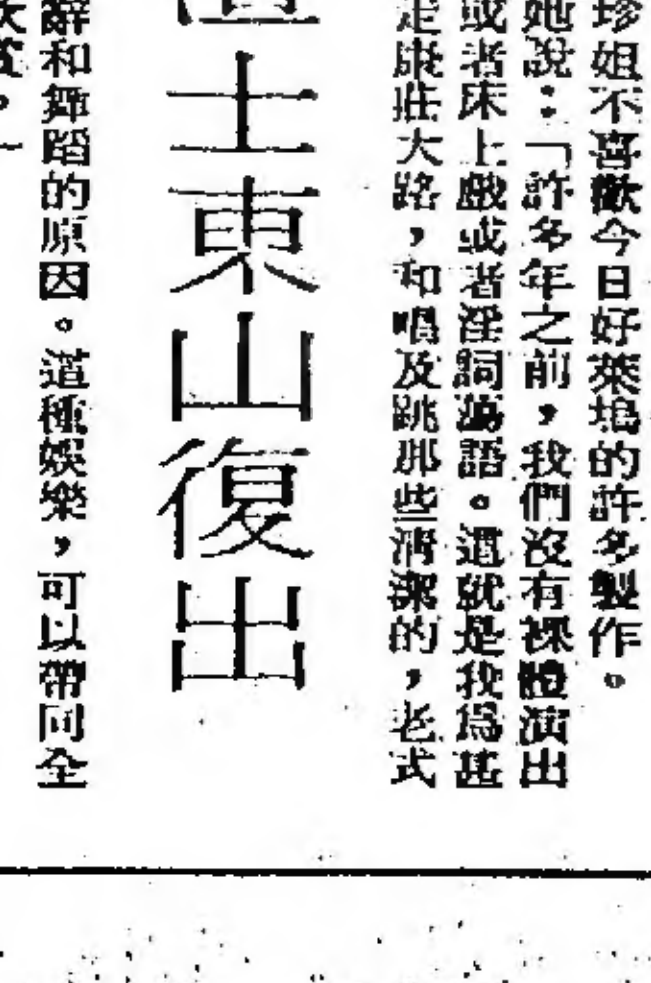 珍姐不喜歡今日好萊塢的許多製作。
她說：「許多年之前，我們沒有裸體演出
或者床上戲或者淫詞蕩語。這就是我爲甚
走康莊大路，和唱及跳那些清潔的，老式
士東山復出
辭和舞蹈的原因。這種娛樂，可以帶同全